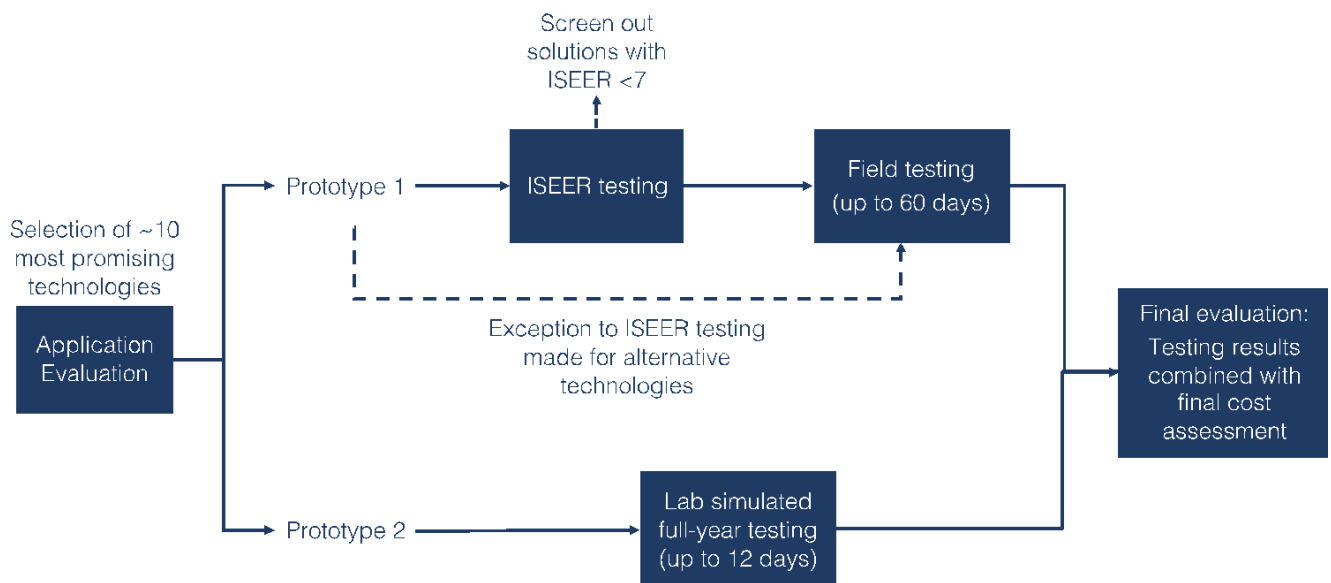 Screen out
solutions with
ISEER <7
Prototype 1
ISEER testing
Field testing
(up to 60 days)
Selection of ~10
most promising
technologies
Application
Evaluation
Exception to ISEER testing
made for alternative
technologies
Final evaluation:
Testing results
combined with
final cost
assessment
Prototype 2
Lab simulated
full-year testing
(up to 12 days)